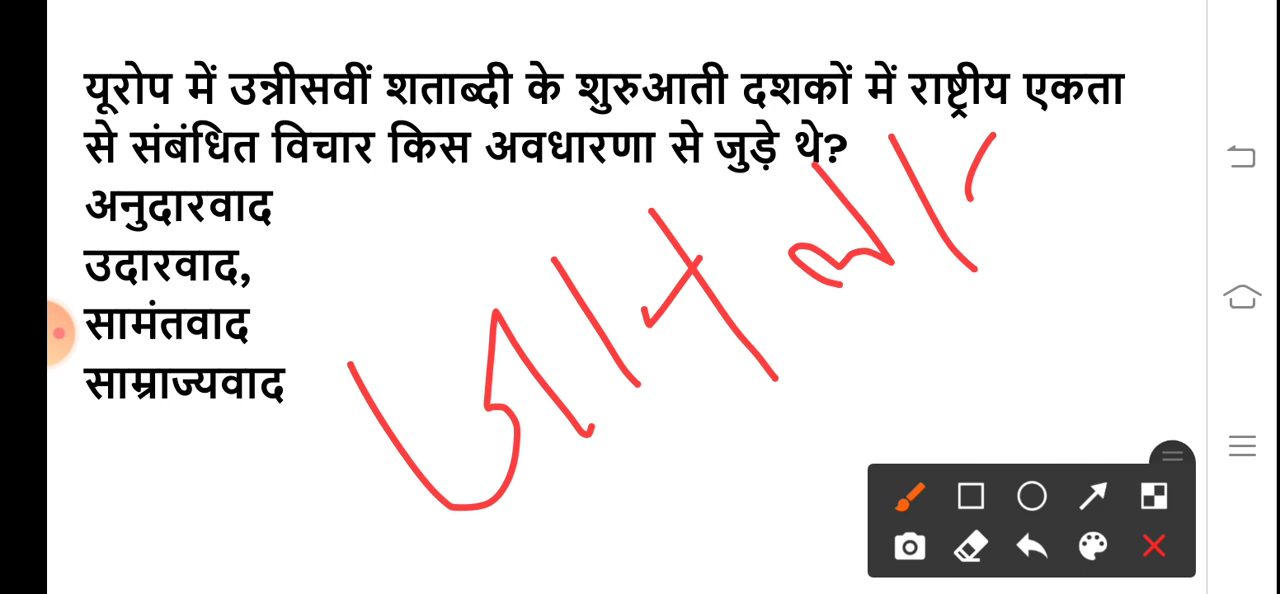 यूरोप में उन्नीसवीं शताब्दी के शुरुआती दशकों में राष्ट्रीय एकता
से संबंधित विचार किस अवधारणा से जुड़े थे?
अनुदारवाद
उदारवाद,
सामंतवाद
साम्राज्यवाद